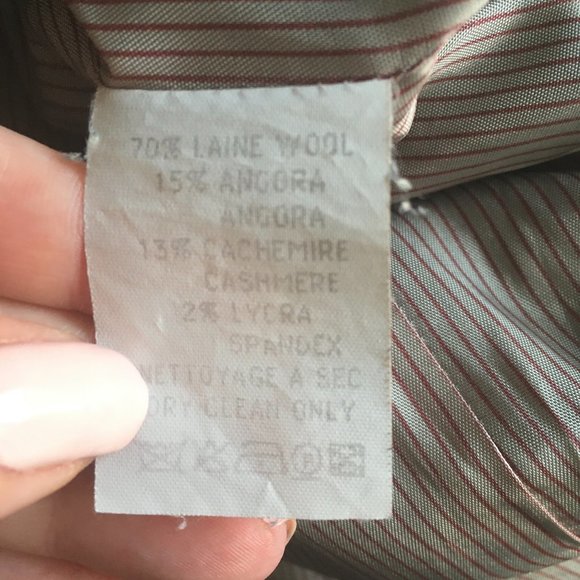 70% LAINE WOOL
15% ANGORA
ANGORA
13% CACHEMIRE
CASHMERE
2% LYCRA
SPANDEX
NETTOYAGE A SEC
DRY CLEAN ONLY